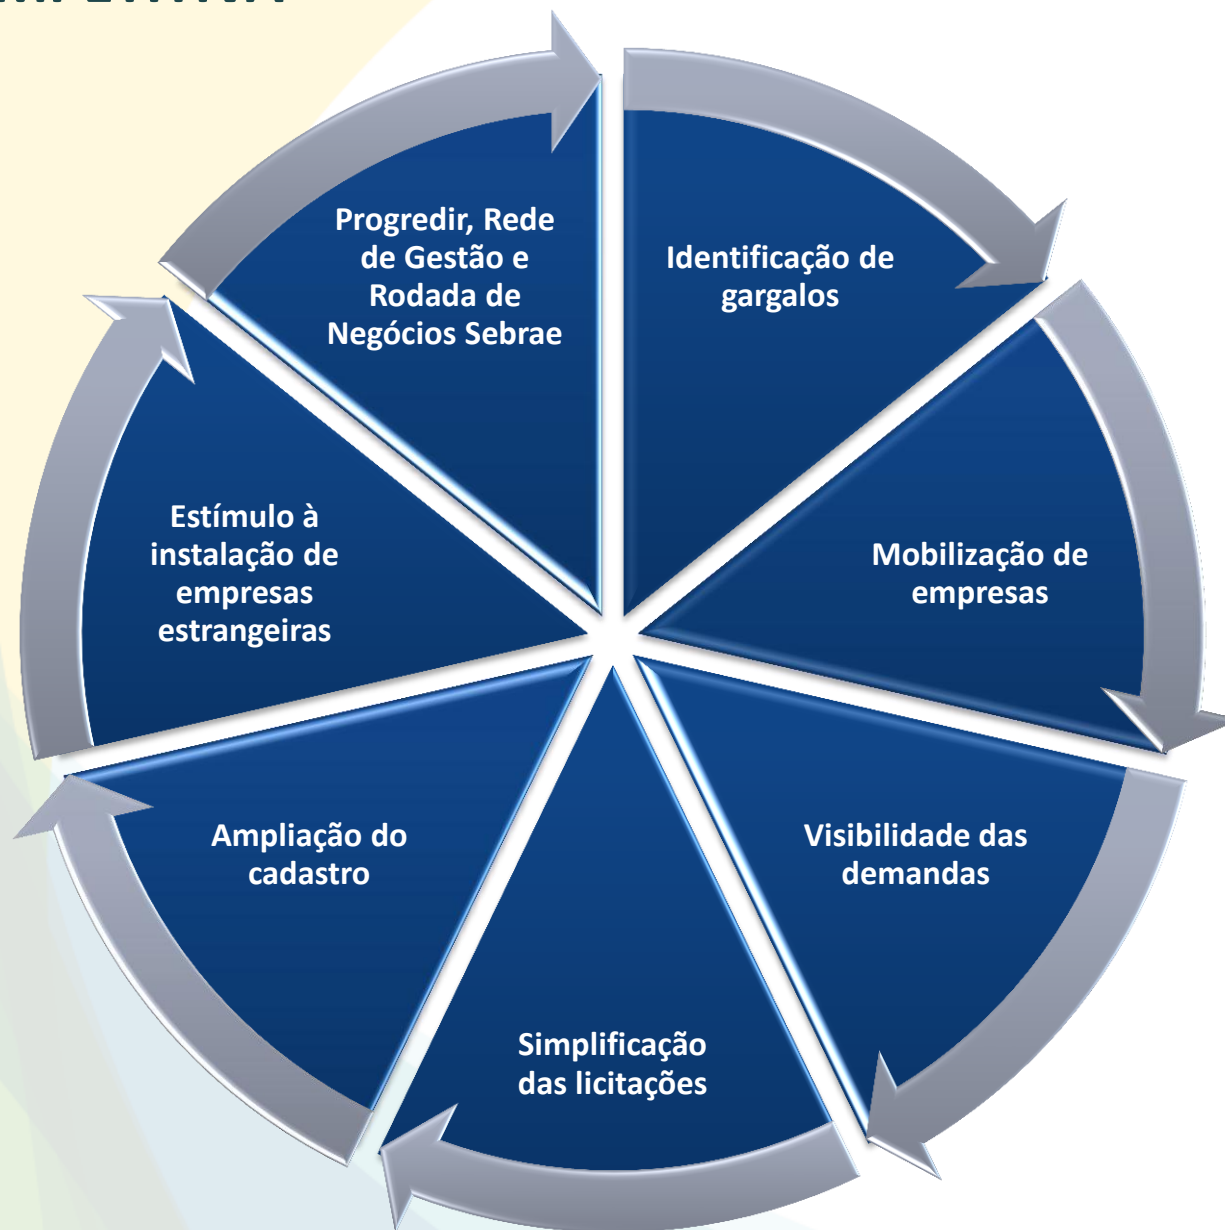 Progredir, Rede
de Gestão e
Rodada de
Negócios Sebrae
Identificação de
gargalos
Mobilização de
empresas
Visibilidade das
demandas
Simplificação
das licitações
Ampliação do
cadastro
Estímulo à
instalação de
empresas
estrangeiras